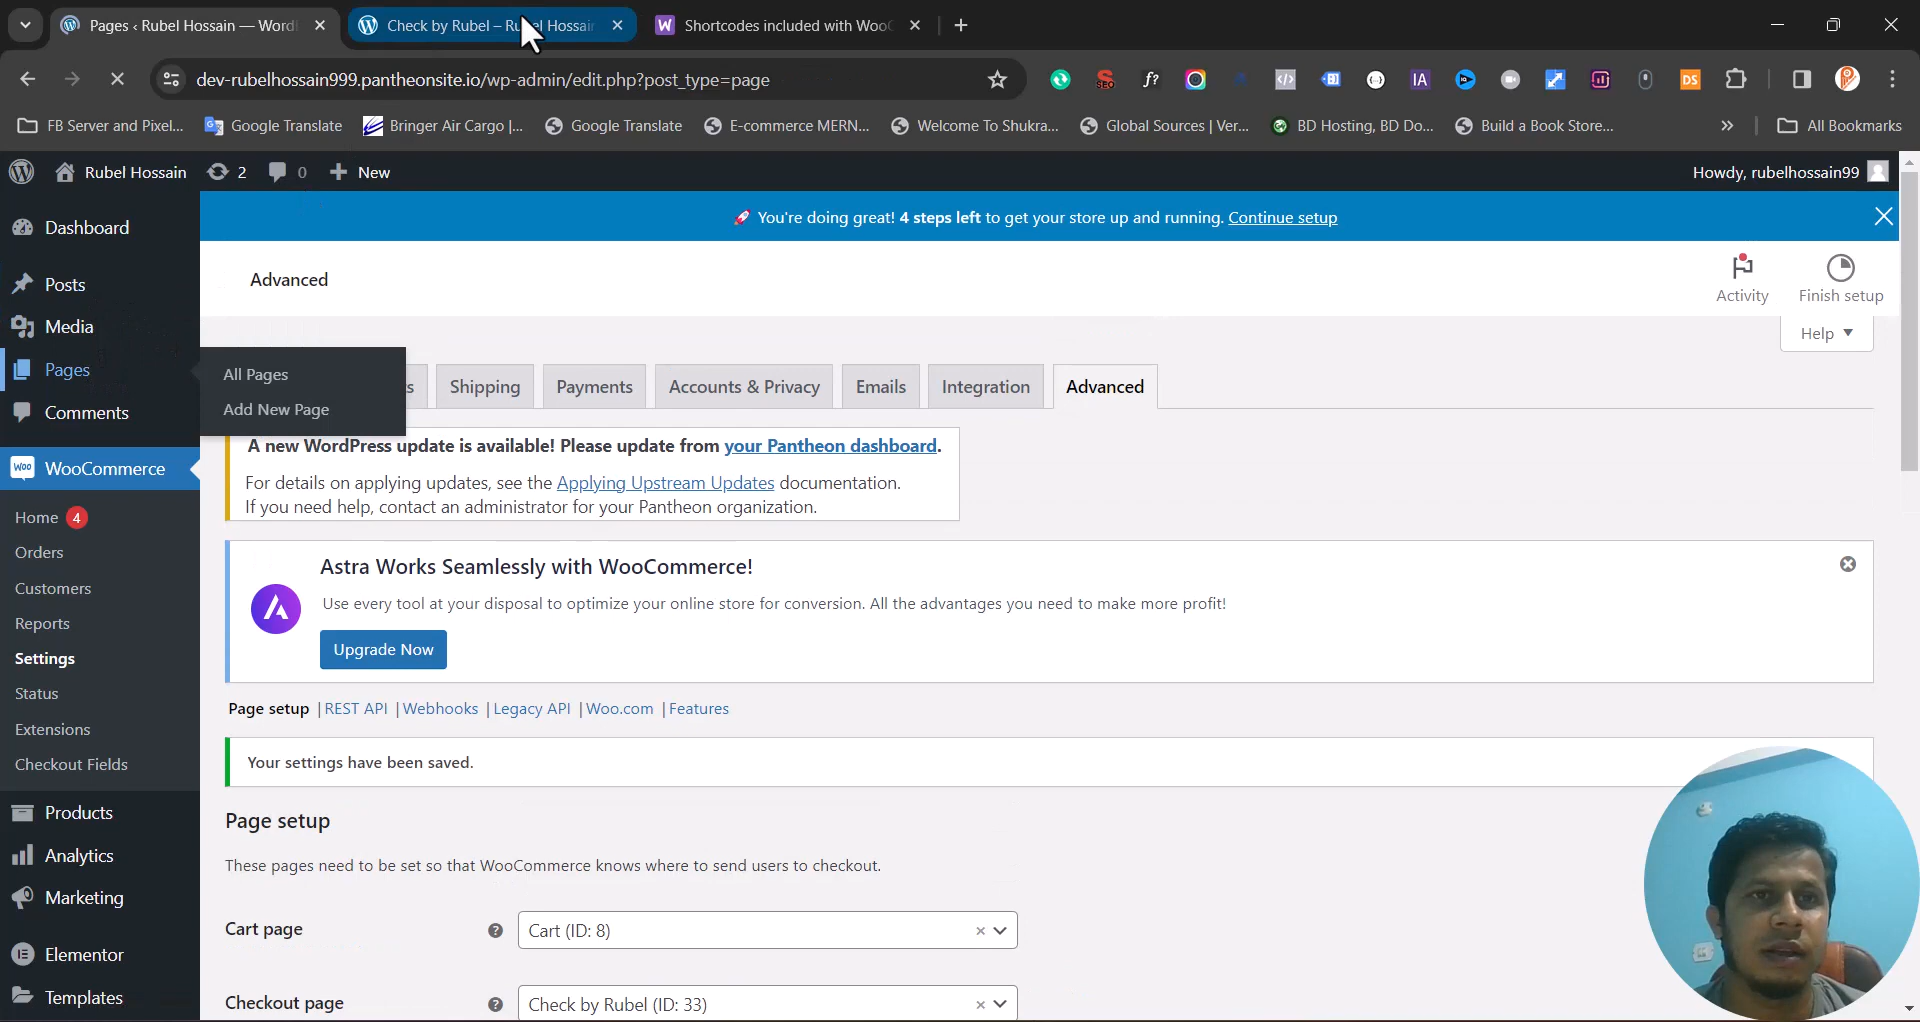 Pages ‹ Rubel Hossain — Word
Check by Rubel – Rubel Hossain
Shortcodes included with WooC
dev-rubelhossain999.pantheonsite.io/wp-admin/edit.php?post_type=page
FB Server and Pixel...
Google Translate
Bringer Air Cargo |...
Google Translate
E-commerce MERN...
Welcome To Shukra...
Global Sources | Ver...
BD Hosting, BD Do...
Build a Book Store...
All Bookmarks
Rubel Hossain
2
0
New
Howdy, rubelhossain99
You're doing great! 4 steps left to get your store up and running. Continue setup
Dashboard
Posts
Media
Pages
All Pages
Add New Page
Comments
WooCommerce
Home 4
Orders
Customers
Reports
Settings
Status
Extensions
Checkout Fields
Products
Analytics
Marketing
Elementor
Templates
Advanced
Activity
Finish setup
Help
s
Shipping
Payments
Accounts & Privacy
Emails
Integration
Advanced
A new WordPress update is available! Please update from your Pantheon dashboard.
For details on applying updates, see the Applying Upstream Updates documentation.
If you need help, contact an administrator for your Pantheon organization.
Astra Works Seamlessly with WooCommerce!
Use every tool at your disposal to optimize your online store for conversion. All the advantages you need to make more profit!
Upgrade Now
Page setup | REST API | Webhooks | Legacy API | Woo.com | Features
Your settings have been saved.
Page setup
These pages need to be set so that WooCommerce knows where to send users to checkout.
Cart page
Cart (ID: 8)
Checkout page
Check by Rubel (ID: 33)